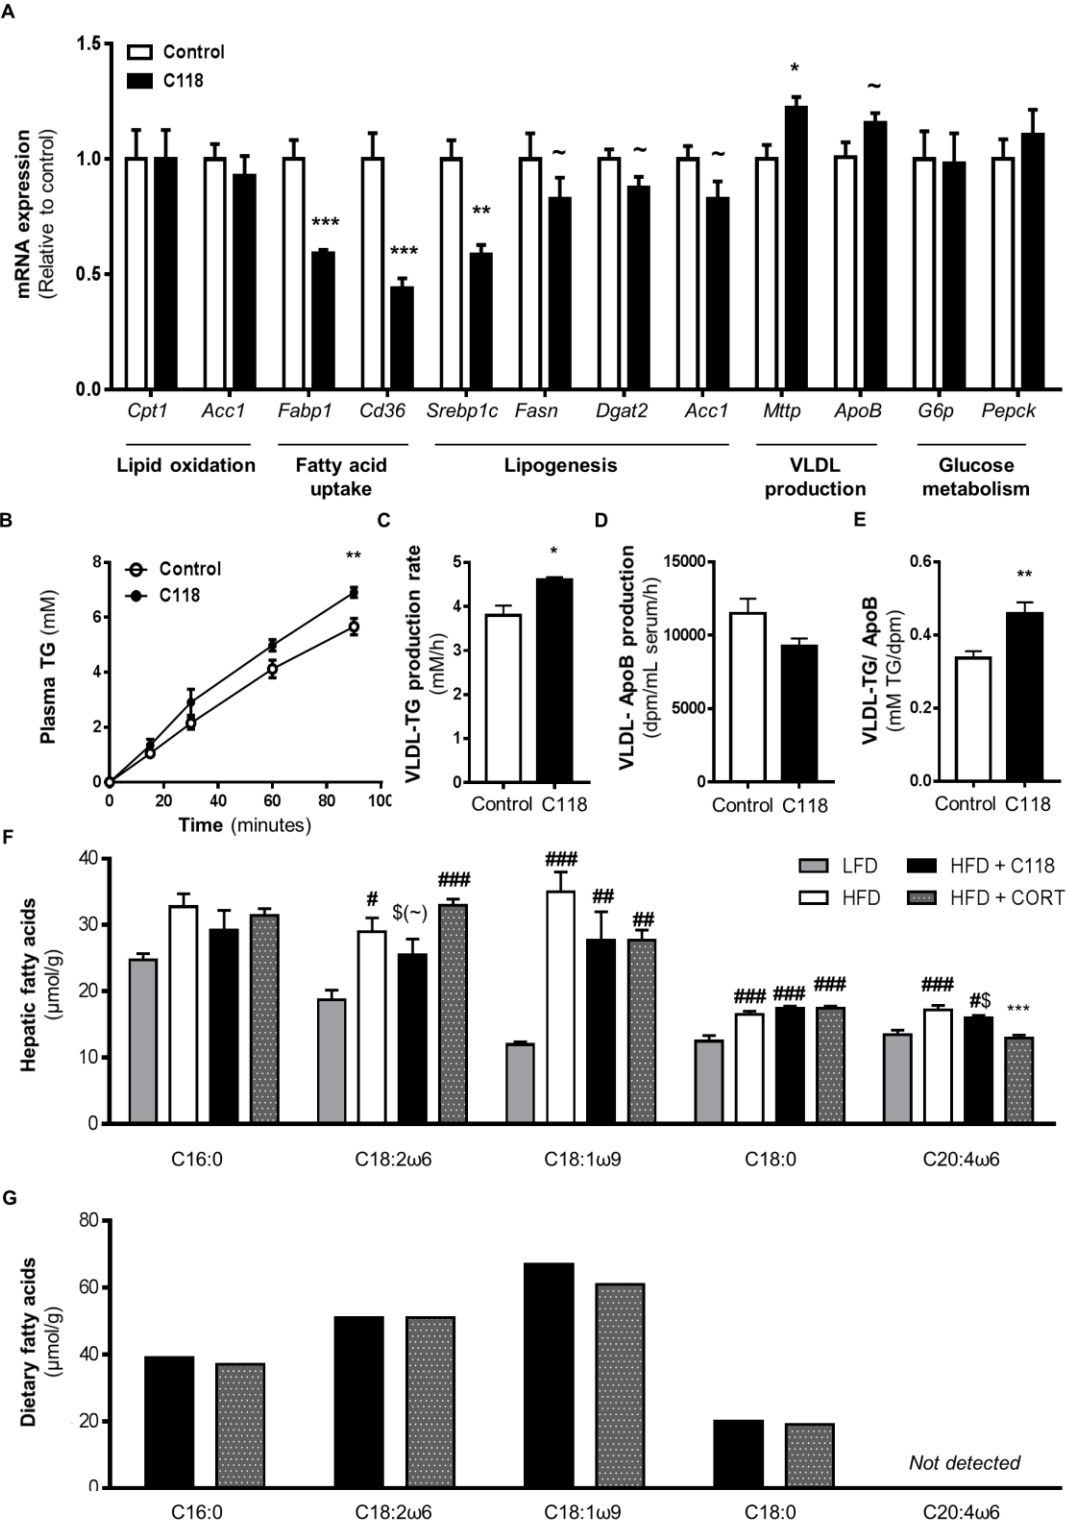 A
1.5
Control
C118
1.0
0.5
0.0
mRNA expression
(Relative to control)
***
***
**
~
~
~
*
~
Cpt1 Acc1 Fabp1 Cd36 Srebp1c Fasn Dgat2 Acc1 Mttp ApoB G6p Pepck
Lipid oxidation
Fatty acid
uptake
Lipogenesis
VLDL
production
Glucose
metabolism
B
8
6
4
2
0
Plasma TG (mM)
Control
C118
**
0 20 40 60 80 100
Time (minutes)
C
5
4
3
2
1
0
VLDL-TG production rate
(mM/h)
*
Control C118
D
15000
10000
5000
0
VLDL- ApoB production
(dpm/mL serum/h)
Control C118
E
0.6
0.4
0.2
0.0
VLDL-TG/ ApoB
(mM TG/dpm)
**
Control C118
F
40
30
20
10
0
Hepatic fatty acids
(µmol/g)
LFD HFD + C118
HFD HFD + CORT
#
$(~)
###
###
##
##
###
###
###
###
#$
***
C16:0 C18:2ω6 C18:1ω9 C18:0 C20:4ω6
G
80
60
40
20
0
Dietary fatty acids
(µmol/g)
Not detected
C16:0 C18:2ω6 C18:1ω9 C18:0 C20:4ω6